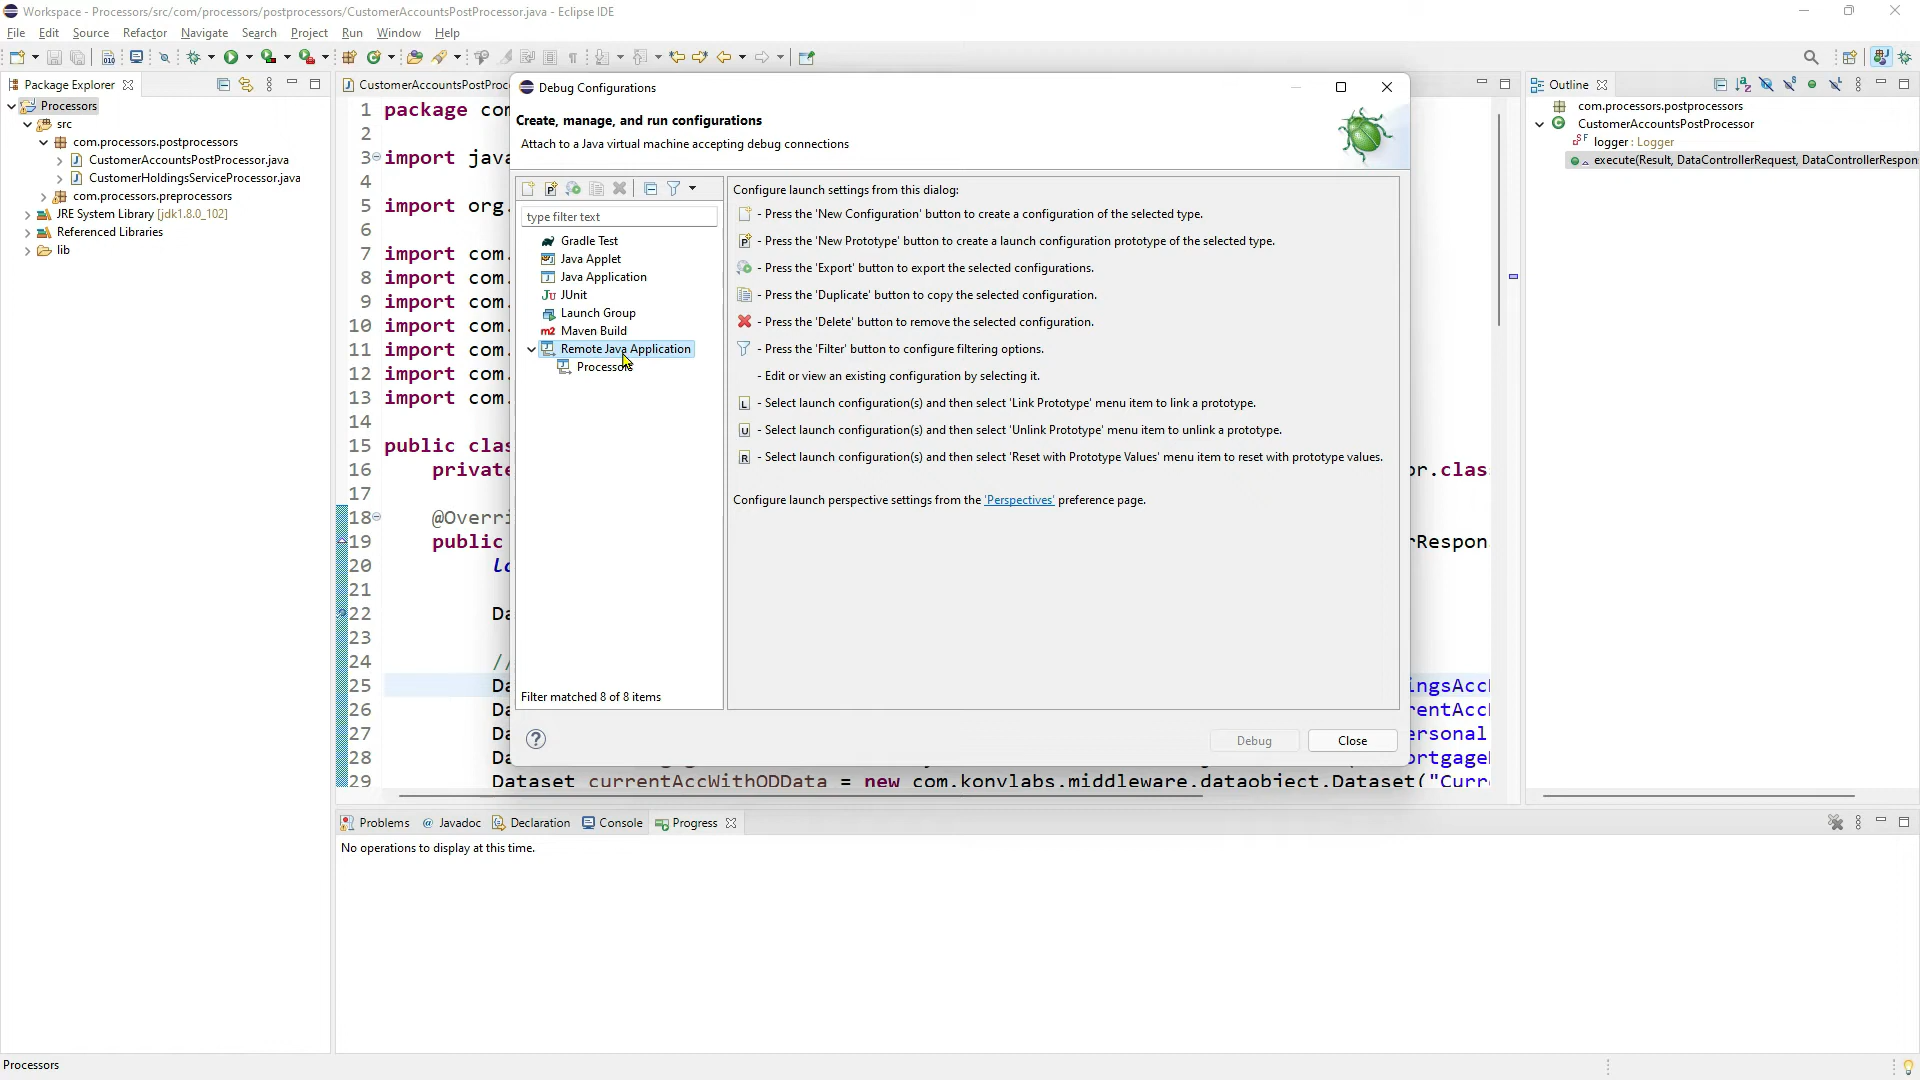 Workspace - Processors/src/com/processors/postprocessors/CustomerAccountsPostProcessor.java - Eclipse IDE
File Edit Source Refactor Navigate Search Project Run Window Help
Package Explorer
Processors
src
com.processors.postprocessors
CustomerAccountsPostProcessor.java
CustomerHoldingsServiceProcessor.java
com.processors.preprocessors
JRE System Library [jdk1.8.0_102]
Referenced Libraries
lib
CustomerAccountsPostProc
1 package com
2
3 import java
4
5 import org.
6
7 import com.
8 import com.
9 import com.
10 import com.
11 import com.
12 import com.
13 import com.
14
15 public clas
16 private or.clas
17
18 @Overri
19 public rRespon
20 lo
21
22 Da
23
24 //
25 Da ingsAcc
26 Da rentAcc
27 Da ersonal
28 Da ortgage
29 Dataset currentAccWithODData = new com.konylabs.middleware.dataobject.Dataset("Curr
Debug Configurations
Create, manage, and run configurations
Attach to a Java virtual machine accepting debug connections
type filter text
Gradle Test
Java Applet
Java Application
JUnit
Launch Group
Maven Build
Remote Java Application
Processors
Filter matched 8 of 8 items
Configure launch settings from this dialog:
- Press the 'New Configuration' button to create a configuration of the selected type.
- Press the 'New Prototype' button to create a launch configuration prototype of the selected type.
- Press the 'Export' button to export the selected configurations.
- Press the 'Duplicate' button to copy the selected configuration.
- Press the 'Delete' button to remove the selected configuration.
- Press the 'Filter' button to configure filtering options.
- Edit or view an existing configuration by selecting it.
L - Select launch configuration(s) and then select 'Link Prototype' menu item to link a prototype.
U - Select launch configuration(s) and then select 'Unlink Prototype' menu item to unlink a prototype.
R - Select launch configuration(s) and then select 'Reset with Prototype Values' menu item to reset with prototype values.
Configure launch perspective settings from the 'Perspectives' preference page.
Debug Close
Outline
com.processors.postprocessors
CustomerAccountsPostProcessor
logger : Logger
execute(Result, DataControllerRequest, DataControllerRespon
Problems Javadoc Declaration Console Progress
No operations to display at this time.
Processors